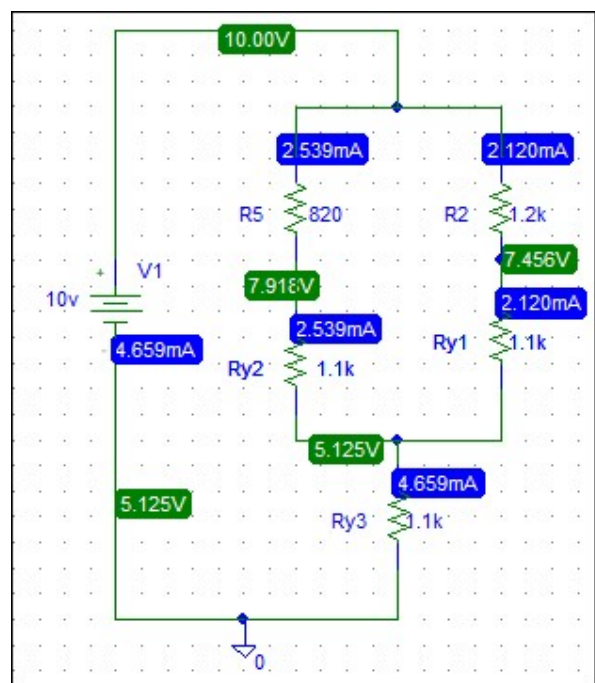 10.00V
2.539mA
2.120mA
R5
820
R2
1.2k
+
V1
7.918V
7.456V
10v
2.120mA
2.539mA
4.659mA
Ry2
1.1k
Ry1
1.1k
5.125V
4.659mA
5.125V
Ry3
1.1k
0